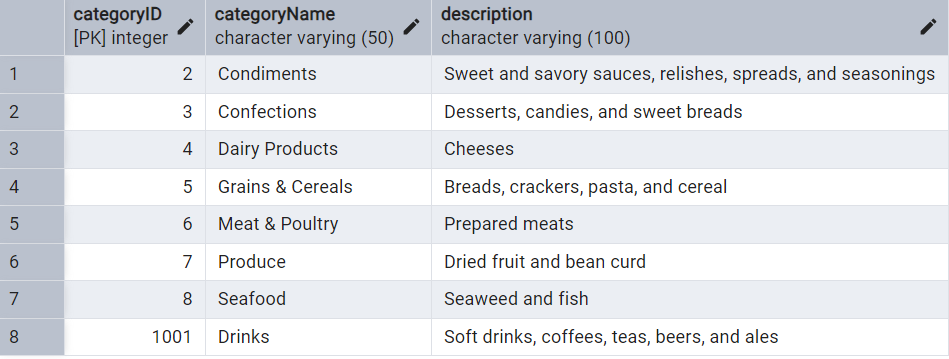 categoryID categoryName description
[PK] integer character varying (50) character varying (100)
1 2 Condiments Sweet and savory sauces, relishes, spreads, and seasonings
2 3 Confections Desserts, candies, and sweet breads
3 4 Dairy Products Cheeses
4 5 Grains & Cereals Breads, crackers, pasta, and cereal
5 6 Meat & Poultry Prepared meats
6 7 Produce Dried fruit and bean curd
7 8 Seafood Seaweed and fish
8 1001 Drinks Soft drinks, coffees, teas, beers, and ales